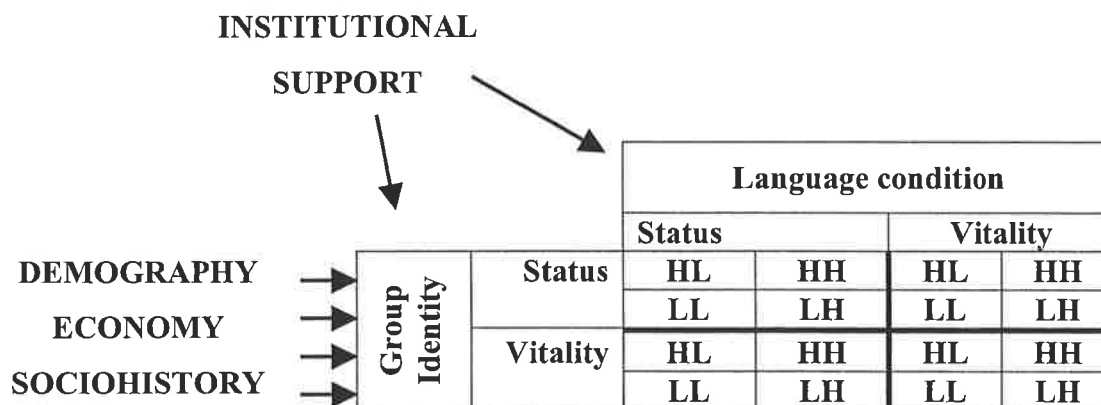 INSTITUTIONAL
SUPPORT
Language condition
Status Vitality
DEMOGRAPHY
ECONOMY
SOCIOHISTORY
Group
Identity
Status HL HH HL HH
LL LH LL LH
Vitality HL HH HL HH
LL LH LL LH